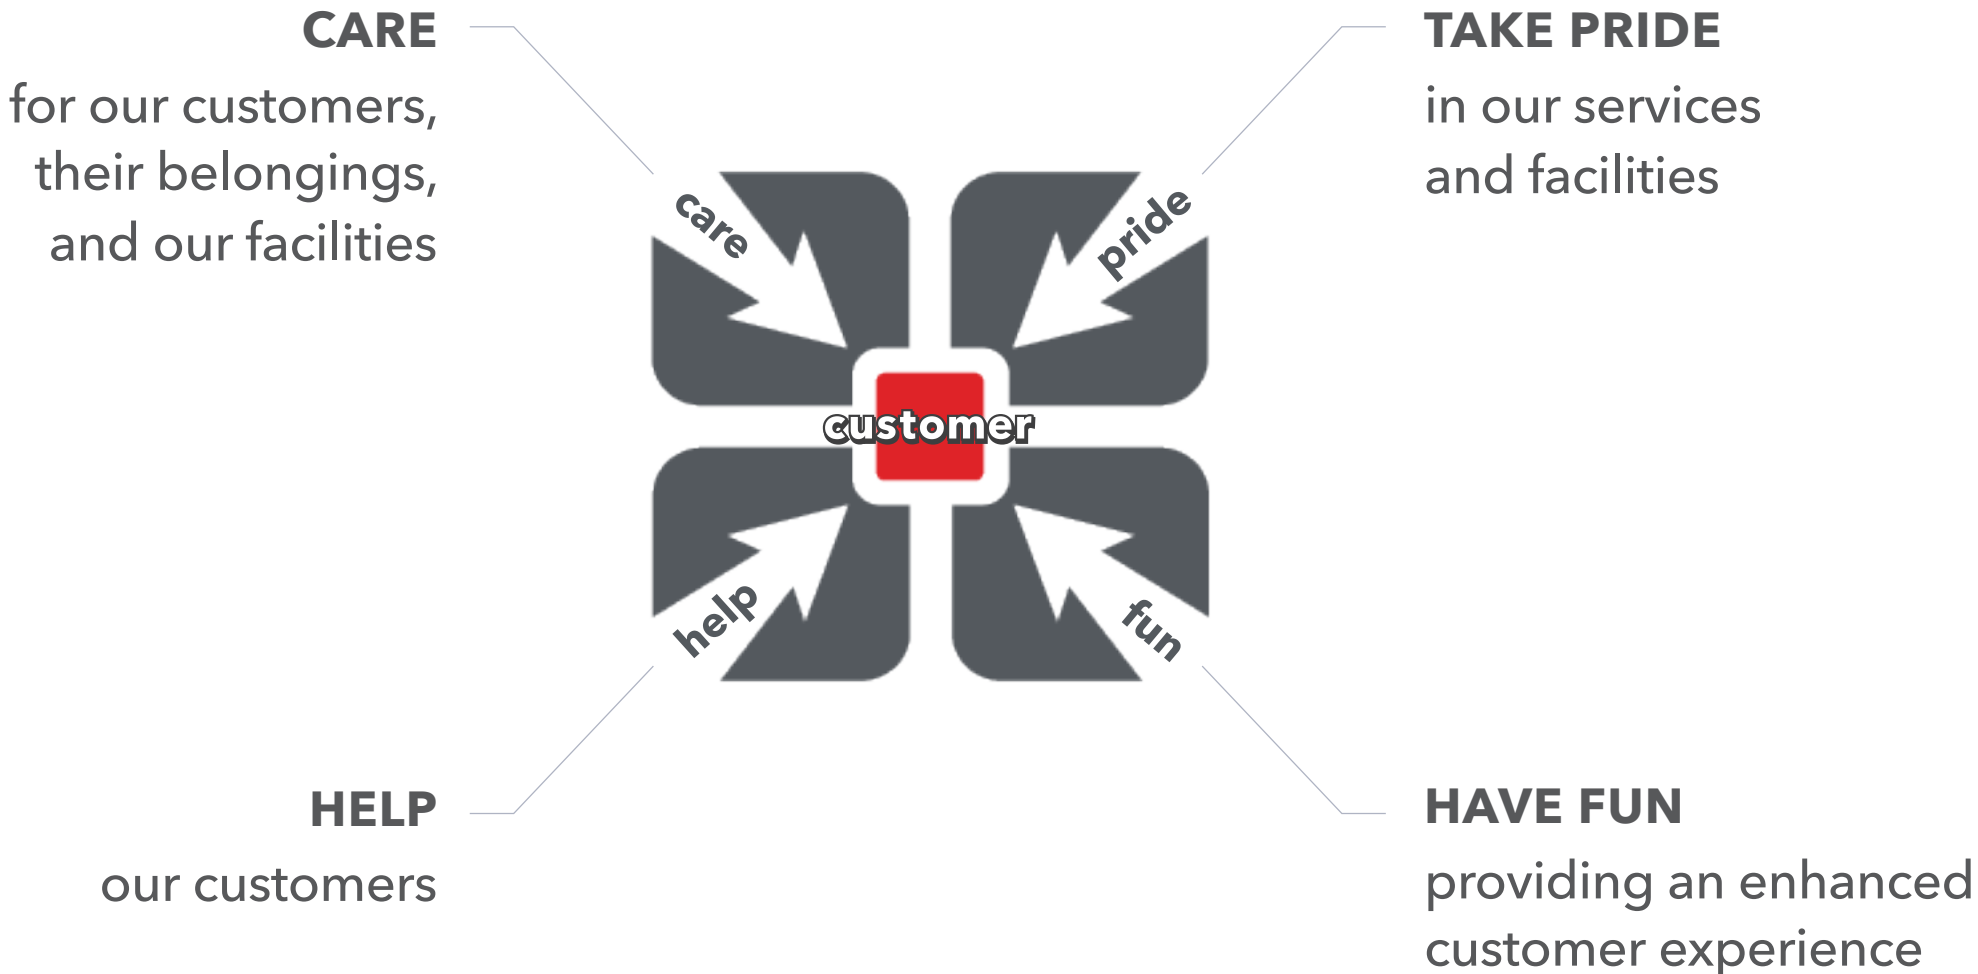 CARE
for our customers,
their belongings,
and our facilities
TAKE PRIDE
in our services
and facilities
care
pride
customer
help
fun
HELP
our customers
HAVE FUN
providing an enhanced
customer experience